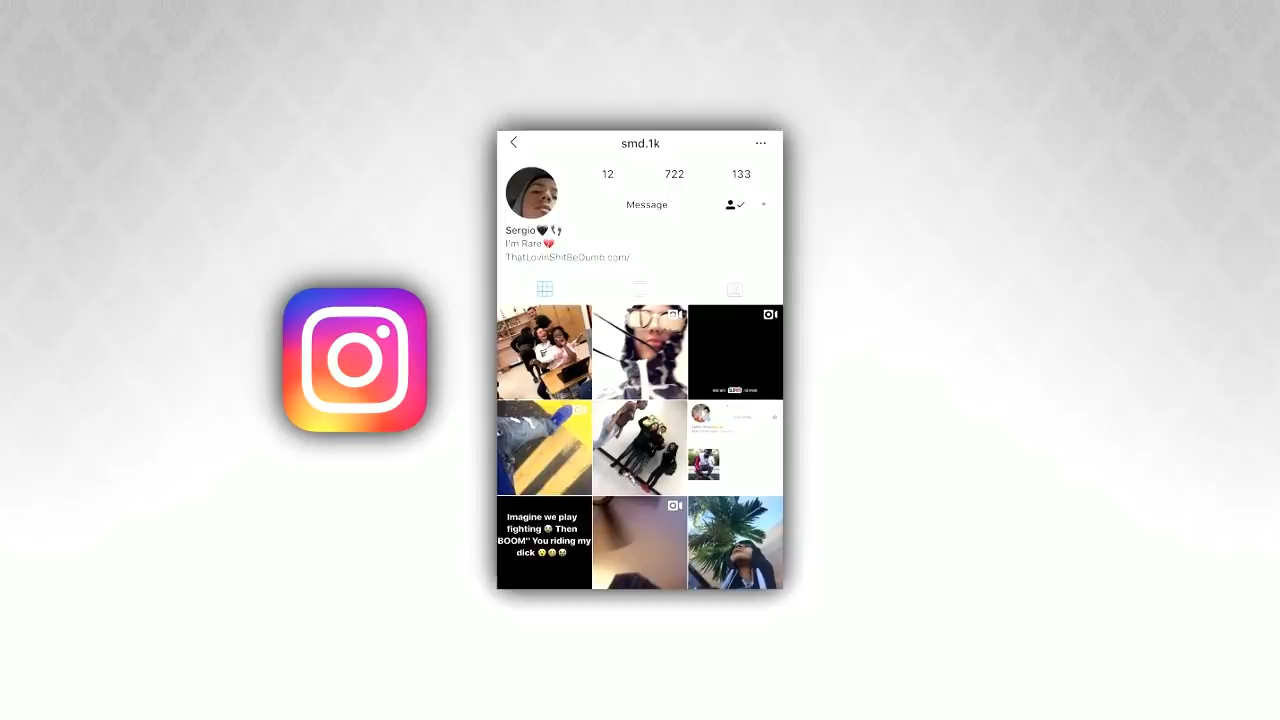 smd.1k
12 722 133
Message
Sergio🖤👣
I'm Rare💔
ThatLovinShitBeDumb.com/
Imagine we play
fighting 😭 Then
BOOM" You riding my
dick 😮😂😭